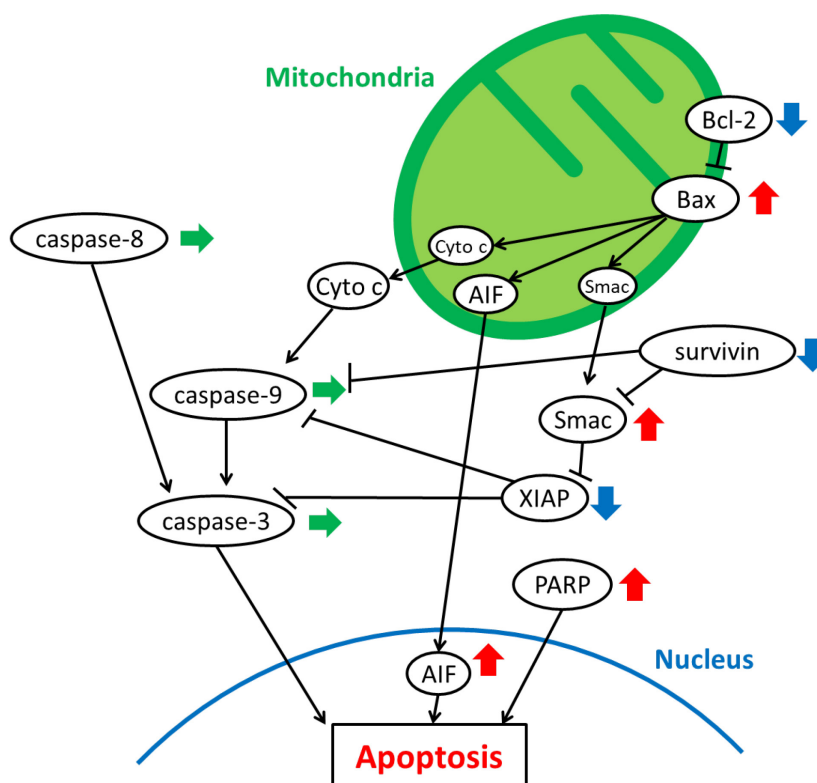 Mitochondria
Bcl-2
Bax
caspase-8
Cyto c
Cyto c
AIF
Smac
survivin
caspase-9
Smac
XIAP
caspase-3
PARP
Nucleus
AIF
Apoptosis